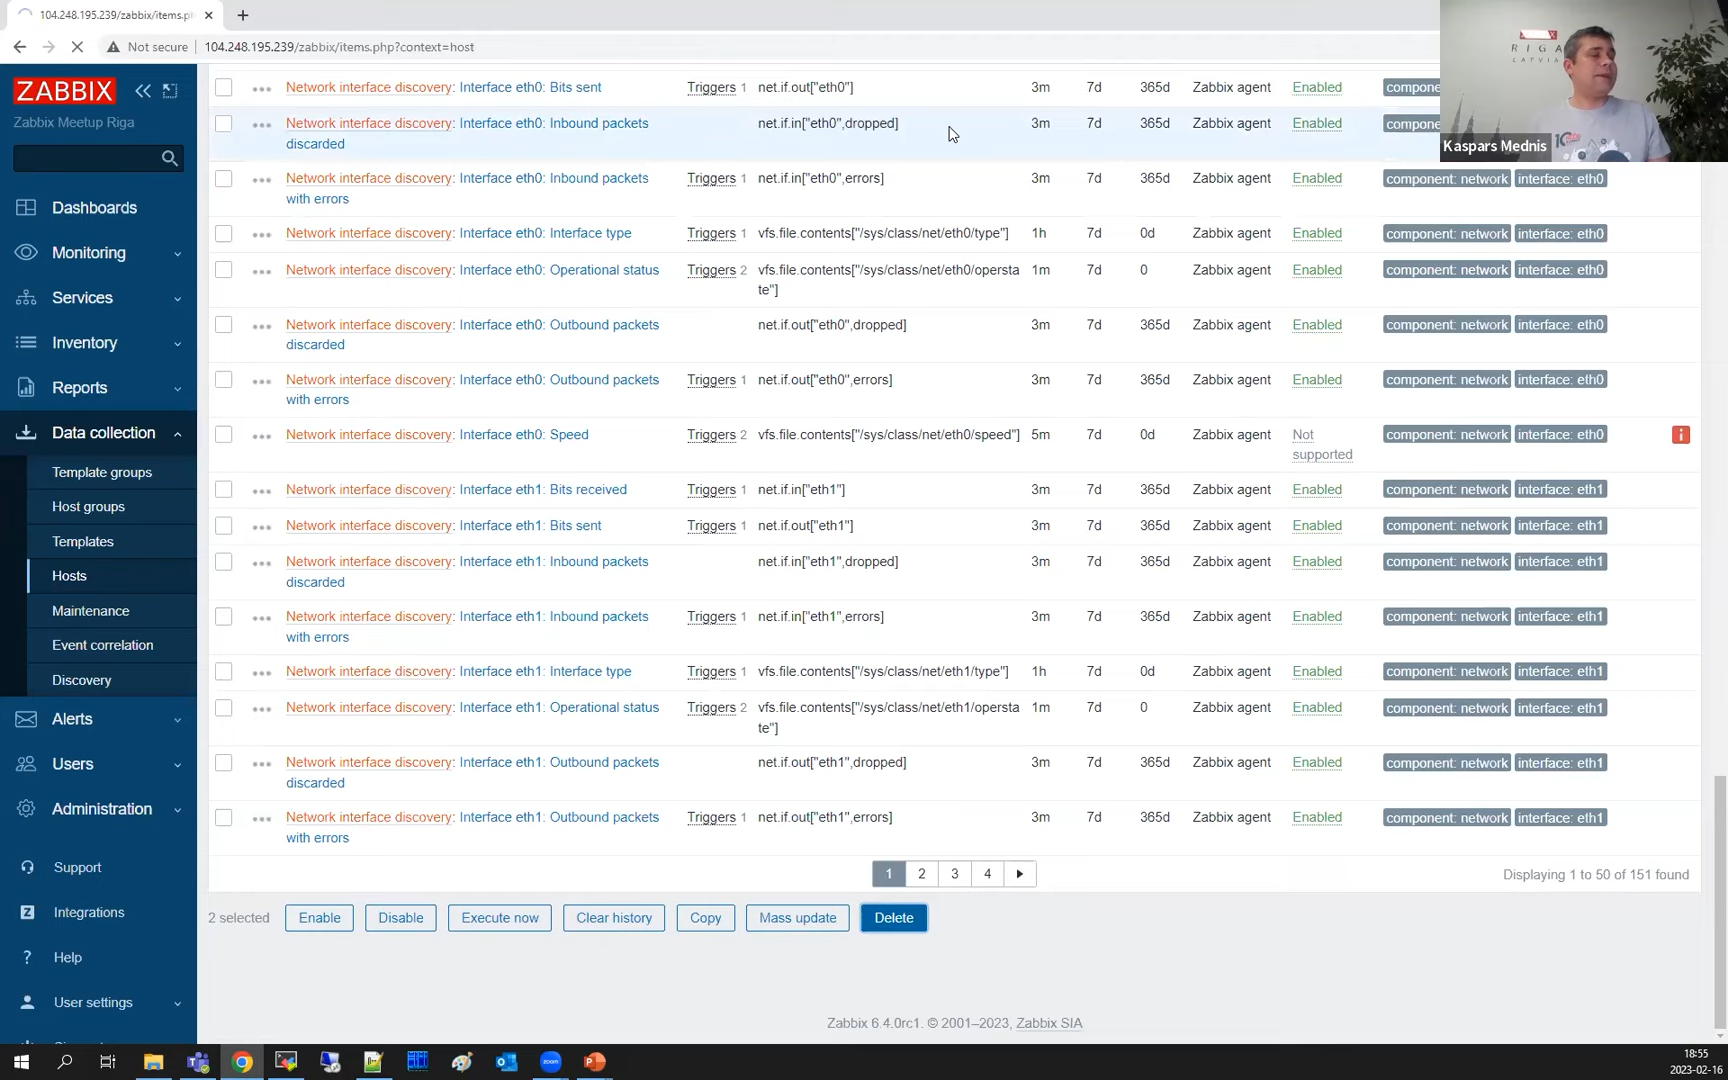 104.248.195.239/zabbix/items.ph
Not secure
104.248.195.239/zabbix/items.php?context=host
RIGA
LATVIA
Kaspars Mednis
ZABBIX
Zabbix Meetup Riga
Dashboards
Monitoring
Services
Inventory
Reports
Data collection
Template groups
Host groups
Templates
Hosts
Maintenance
Event correlation
Discovery
Alerts
Users
Administration
Support
Integrations
Help
User settings
Network interface discovery: Interface eth0: Bits sent Triggers 1 net.if.out["eth0"] 3m 7d 365d Zabbix agent Enabled compone
Network interface discovery: Interface eth0: Inbound packets discarded net.if.in["eth0",dropped] 3m 7d 365d Zabbix agent Enabled compone
Network interface discovery: Interface eth0: Inbound packets with errors Triggers 1 net.if.in["eth0",errors] 3m 7d 365d Zabbix agent Enabled component: network interface: eth0
Network interface discovery: Interface eth0: Interface type Triggers 1 vfs.file.contents["/sys/class/net/eth0/type"] 1h 7d 0d Zabbix agent Enabled component: network interface: eth0
Network interface discovery: Interface eth0: Operational status Triggers 2 vfs.file.contents["/sys/class/net/eth0/operstate"] 1m 7d 0 Zabbix agent Enabled component: network interface: eth0
Network interface discovery: Interface eth0: Outbound packets discarded net.if.out["eth0",dropped] 3m 7d 365d Zabbix agent Enabled component: network interface: eth0
Network interface discovery: Interface eth0: Outbound packets with errors Triggers 1 net.if.out["eth0",errors] 3m 7d 365d Zabbix agent Enabled component: network interface: eth0
Network interface discovery: Interface eth0: Speed Triggers 2 vfs.file.contents["/sys/class/net/eth0/speed"] 5m 7d 0d Zabbix agent Not supported component: network interface: eth0 i
Network interface discovery: Interface eth1: Bits received Triggers 1 net.if.in["eth1"] 3m 7d 365d Zabbix agent Enabled component: network interface: eth1
Network interface discovery: Interface eth1: Bits sent Triggers 1 net.if.out["eth1"] 3m 7d 365d Zabbix agent Enabled component: network interface: eth1
Network interface discovery: Interface eth1: Inbound packets discarded net.if.in["eth1",dropped] 3m 7d 365d Zabbix agent Enabled component: network interface: eth1
Network interface discovery: Interface eth1: Inbound packets with errors Triggers 1 net.if.in["eth1",errors] 3m 7d 365d Zabbix agent Enabled component: network interface: eth1
Network interface discovery: Interface eth1: Interface type Triggers 1 vfs.file.contents["/sys/class/net/eth1/type"] 1h 7d 0d Zabbix agent Enabled component: network interface: eth1
Network interface discovery: Interface eth1: Operational status Triggers 2 vfs.file.contents["/sys/class/net/eth1/operstate"] 1m 7d 0 Zabbix agent Enabled component: network interface: eth1
Network interface discovery: Interface eth1: Outbound packets discarded net.if.out["eth1",dropped] 3m 7d 365d Zabbix agent Enabled component: network interface: eth1
Network interface discovery: Interface eth1: Outbound packets with errors Triggers 1 net.if.out["eth1",errors] 3m 7d 365d Zabbix agent Enabled component: network interface: eth1
1 2 3 4
Displaying 1 to 50 of 151 found
2 selected Enable Disable Execute now Clear history Copy Mass update Delete
Zabbix 6.4.0rc1. © 2001–2023, Zabbix SIA
18:55
2023-02-16